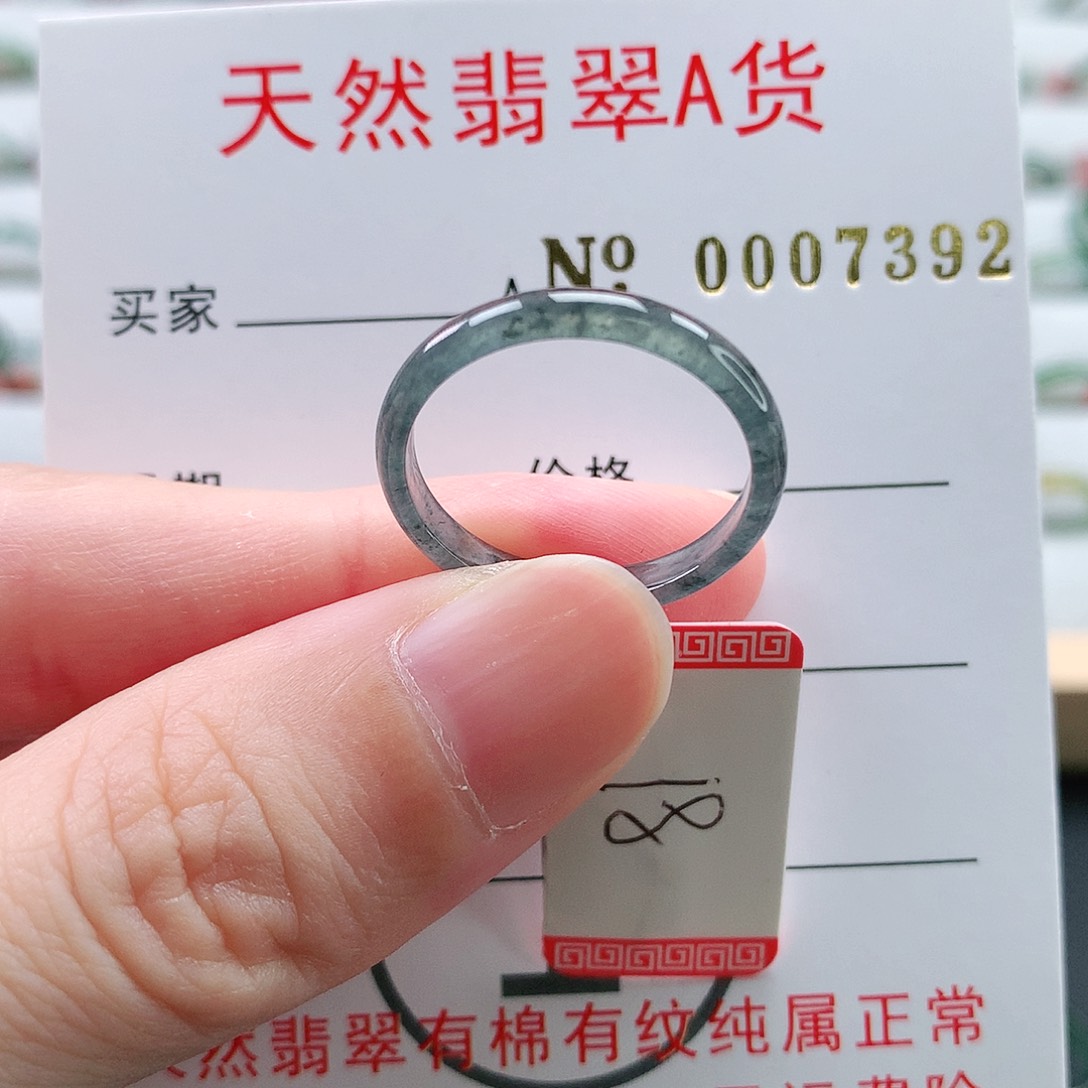 天然翡翠A货
No. 0007392
买家
价格
18
然翡翠有棉有纹纯属正常